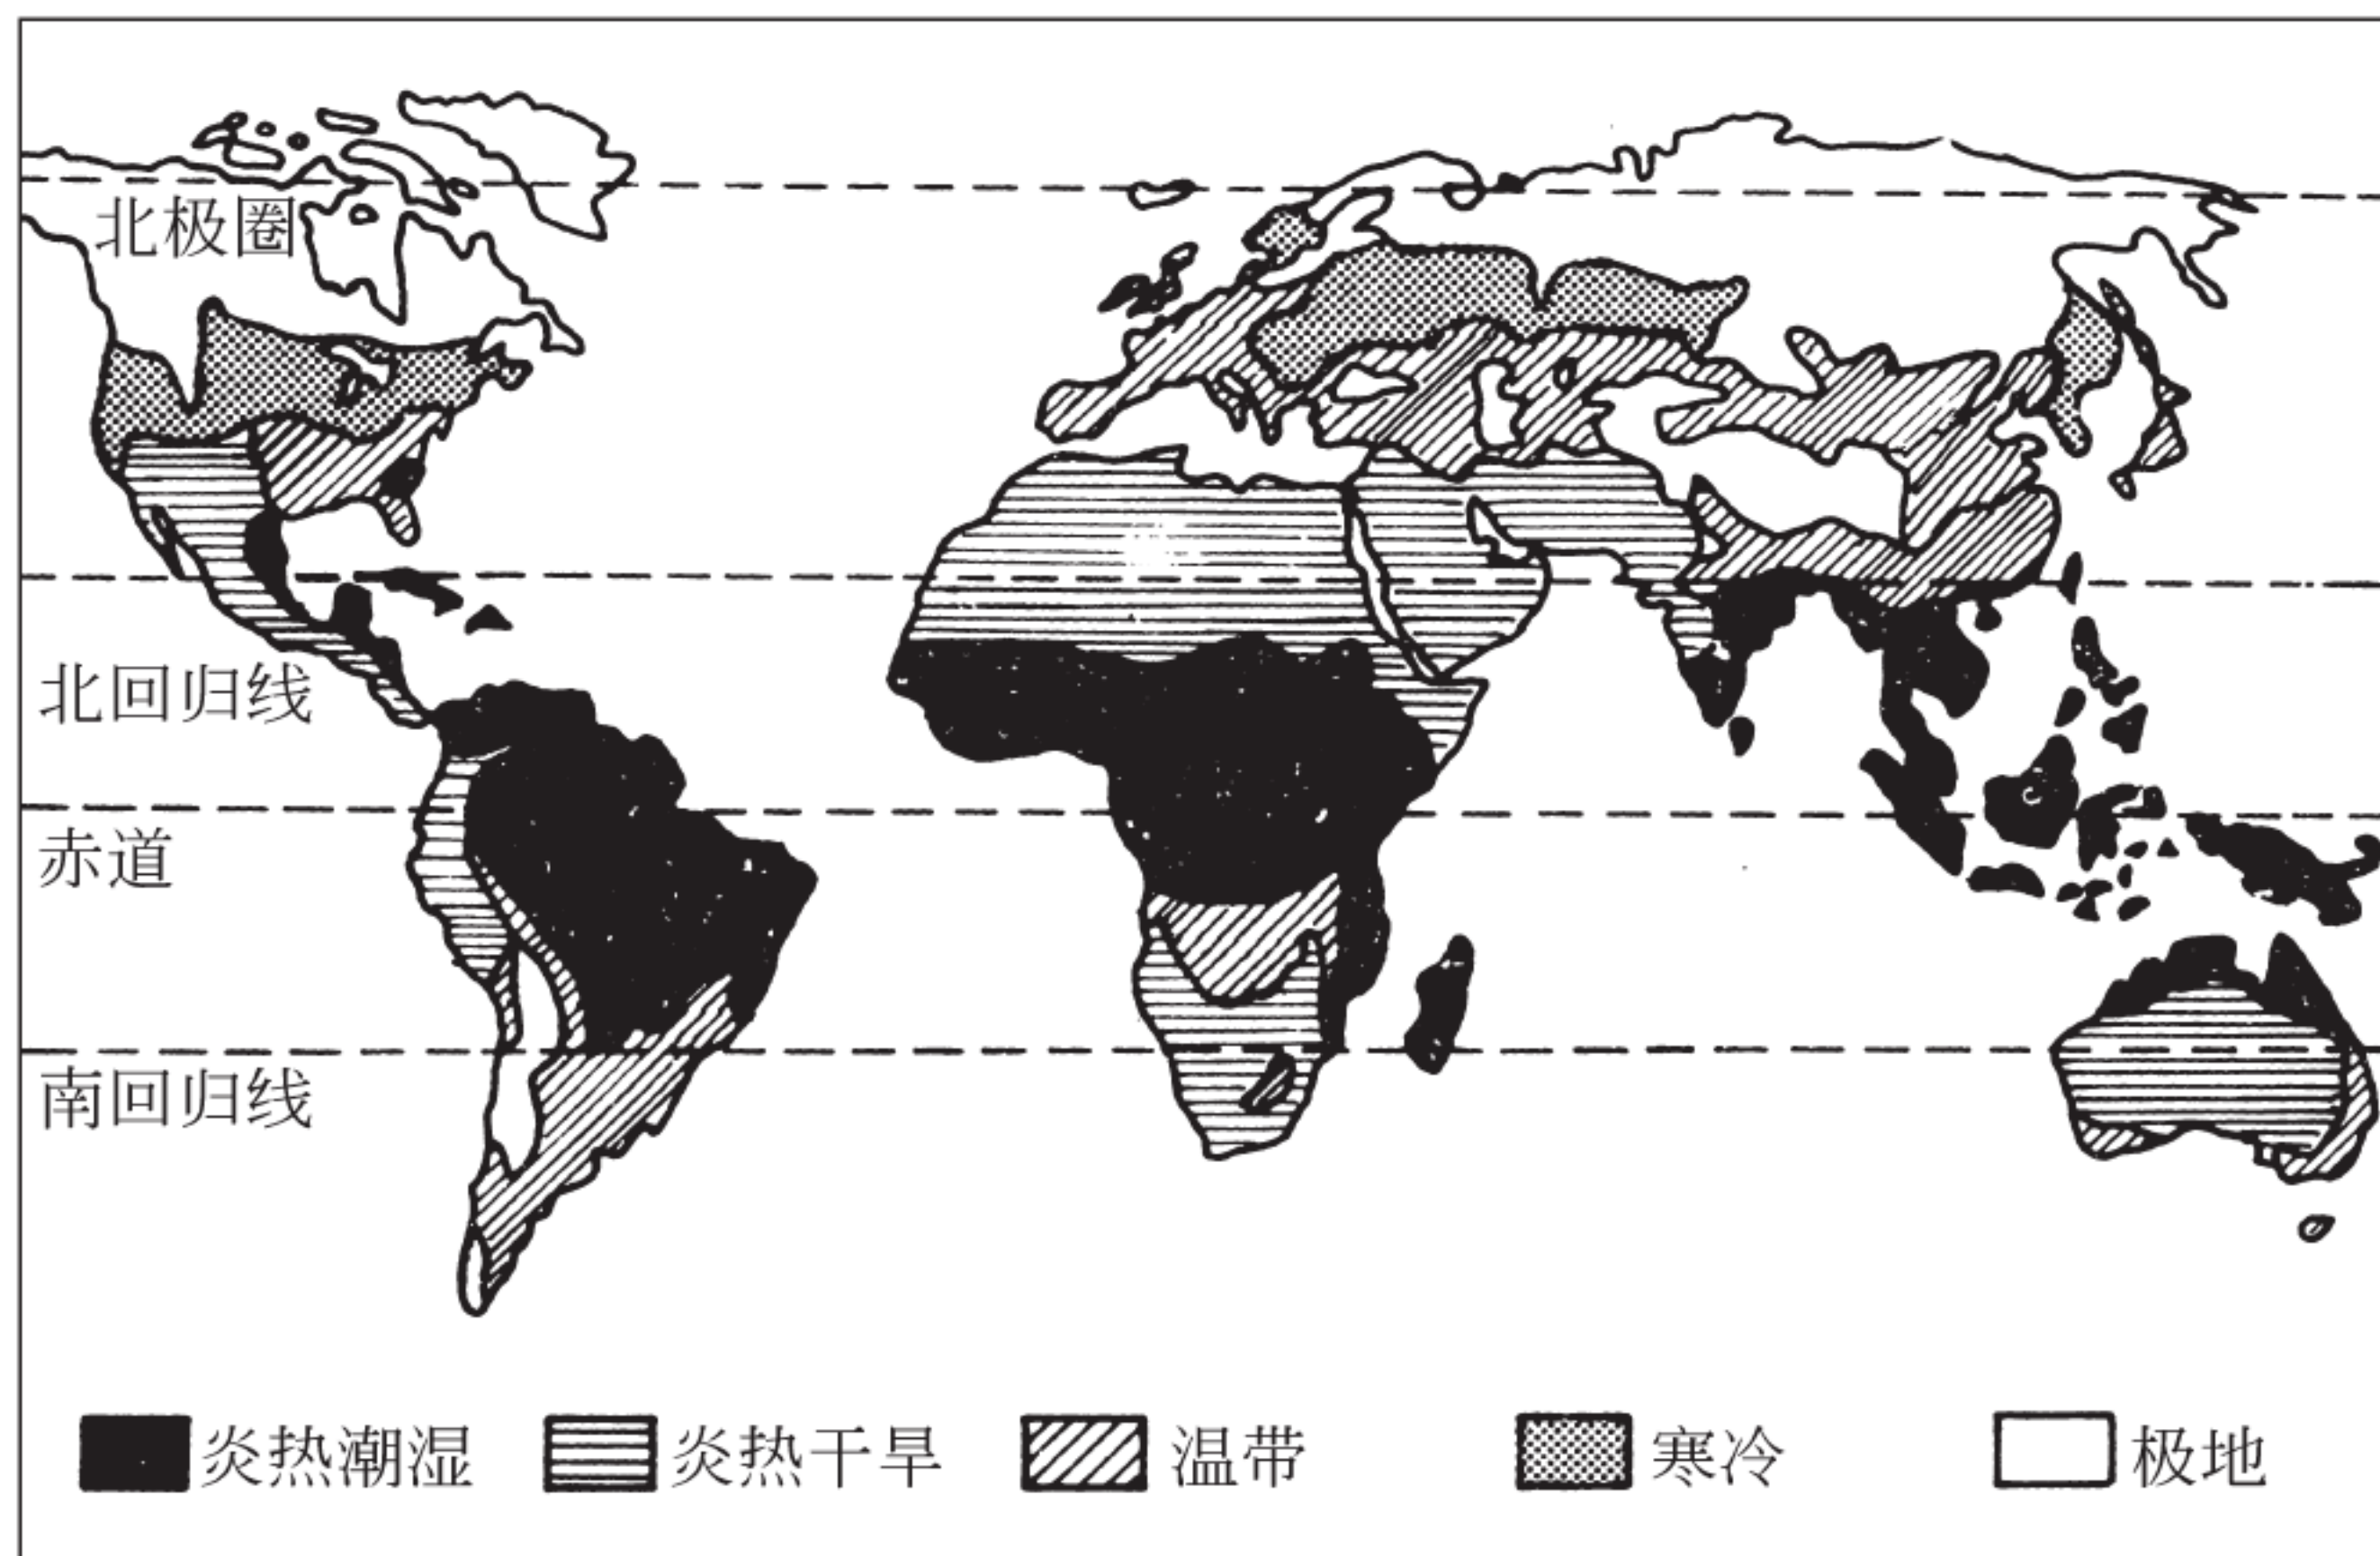 北极圈
北回归线
赤道
南回归线
炎热潮湿 炎热干旱 温带 寒冷 极地